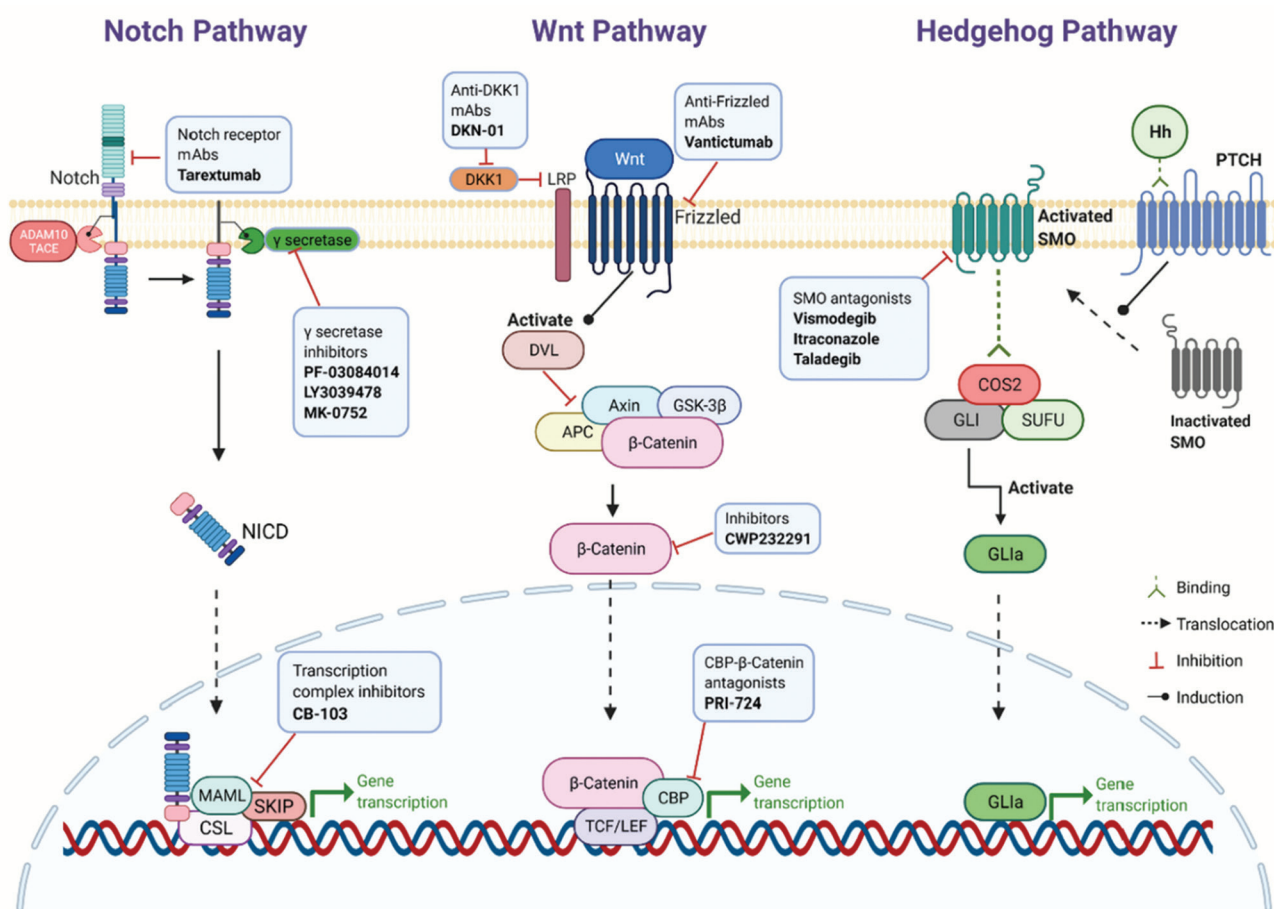 Notch Pathway
Wnt Pathway
Hedgehog Pathway
Notch receptor
mAbs
Tarextumab
Notch
ADAM10
TACE
γ secretase
γ secretase
inhibitors
PF-03084014
LY3039478
MK-0752
NICD
Transcription
complex inhibitors
CB-103
MAML
SKIP
CSL
Gene
transcription
Anti-DKK1
mAbs
DKN-01
DKK1
LRP
Wnt
Anti-Frizzled
mAbs
Vantictumab
Frizzled
Activate
DVL
Axin
GSK-3β
APC
β-Catenin
β-Catenin
Inhibitors
CWP232291
CBP-β-Catenin
antagonists
PRI-724
β-Catenin
CBP
TCF/LEF
Gene
transcription
Hh
PTCH
Activated
SMO
SMO antagonists
Vismodegib
Itraconazole
Taladegib
Inactivated
SMO
COS2
GLI
SUFU
Activate
GLIa
GLIa
Gene
transcription
Binding
Translocation
Inhibition
Induction